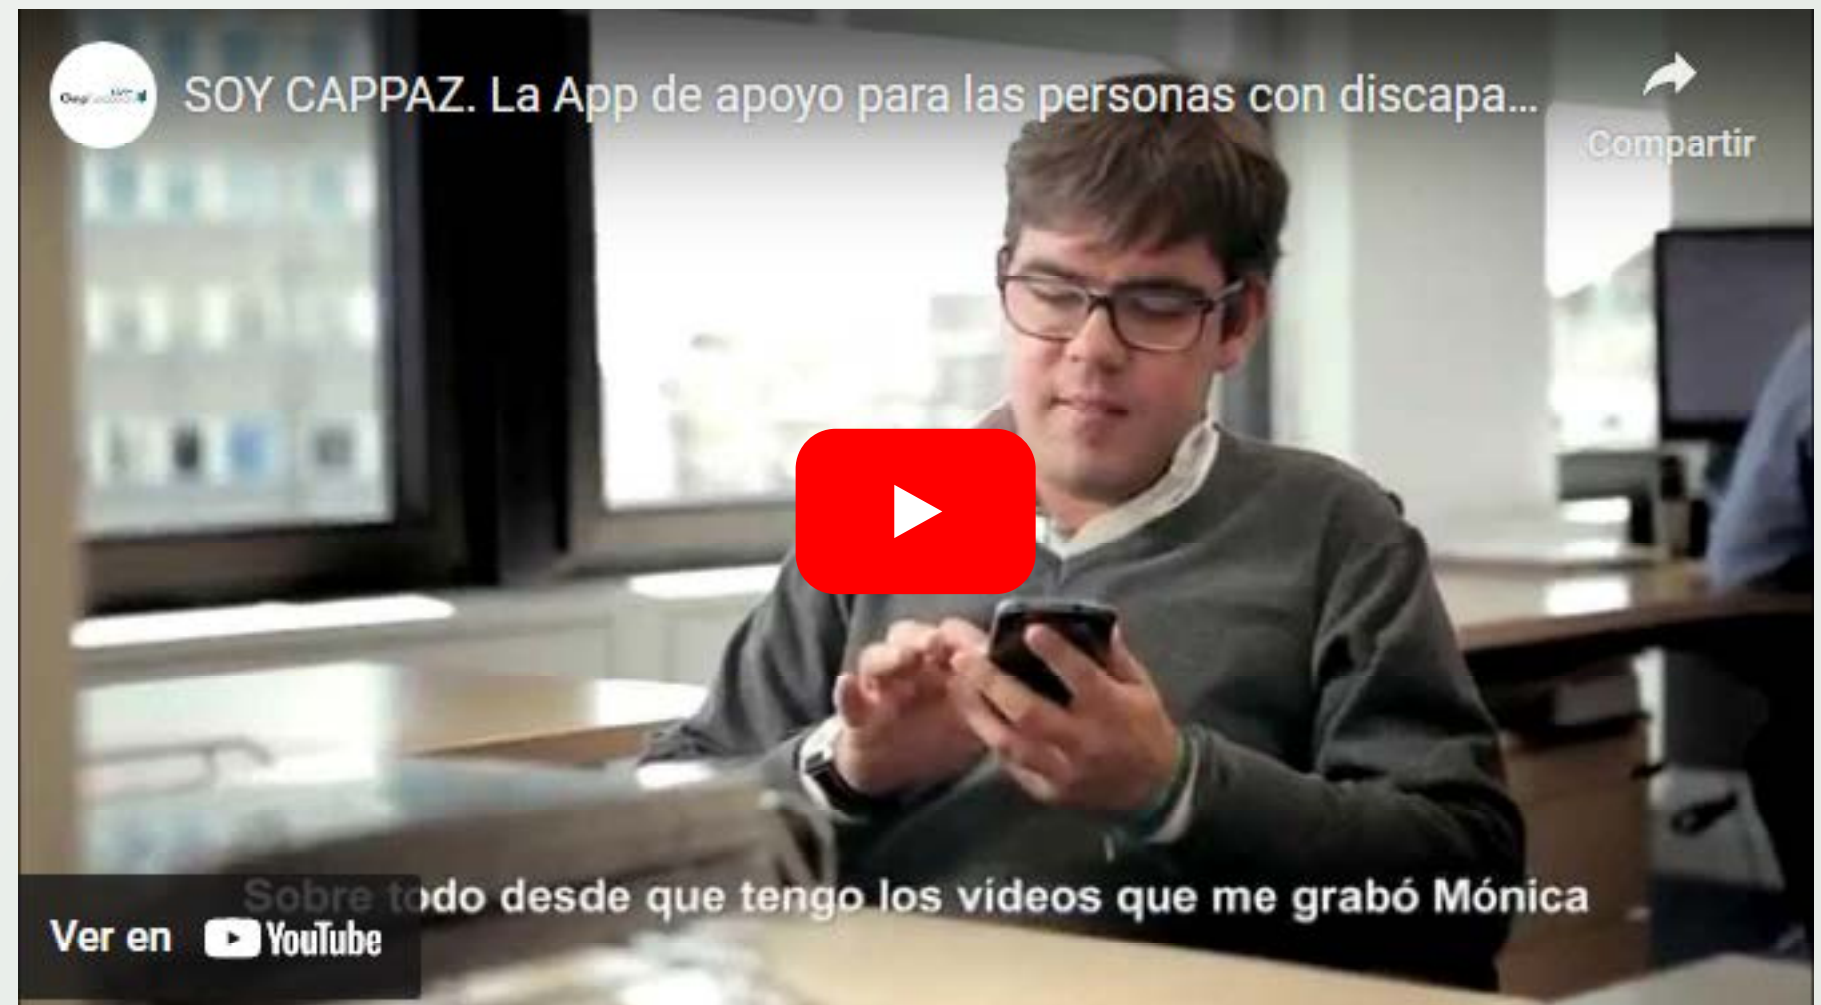 SOY CAPPAZ. La App de apoyo para las personas con discapa...
Compartir
Sobre todo desde que tengo los vídeos que me grabó Mónica
Ver en YouTube